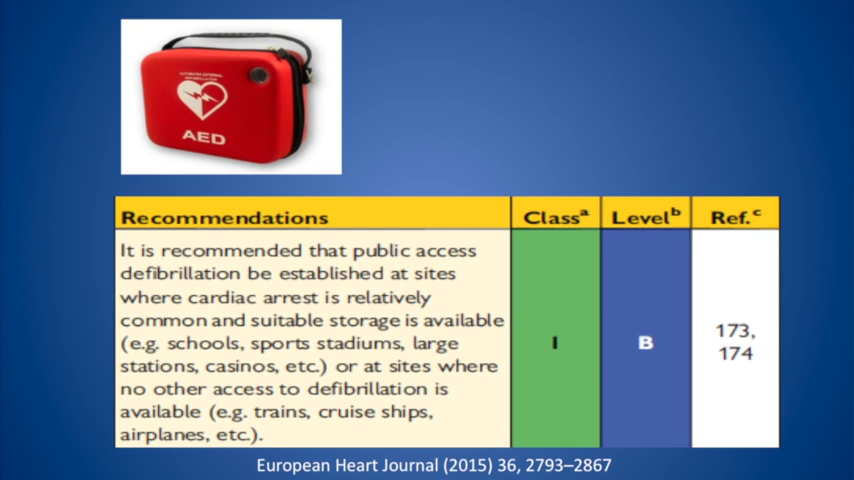 AUTOMATED EXTERNAL
DEFIBRILLATOR
AED
Recommendations Classᵃ Levelᵇ Ref.ᶜ
It is recommended that public access
defibrillation be established at sites
where cardiac arrest is relatively
common and suitable storage is available
(e.g. schools, sports stadiums, large
stations, casinos, etc.) or at sites where
no other access to defibrillation is
available (e.g. trains, cruise ships,
airplanes, etc.).
I
B
173,
174
European Heart Journal (2015) 36, 2793–2867